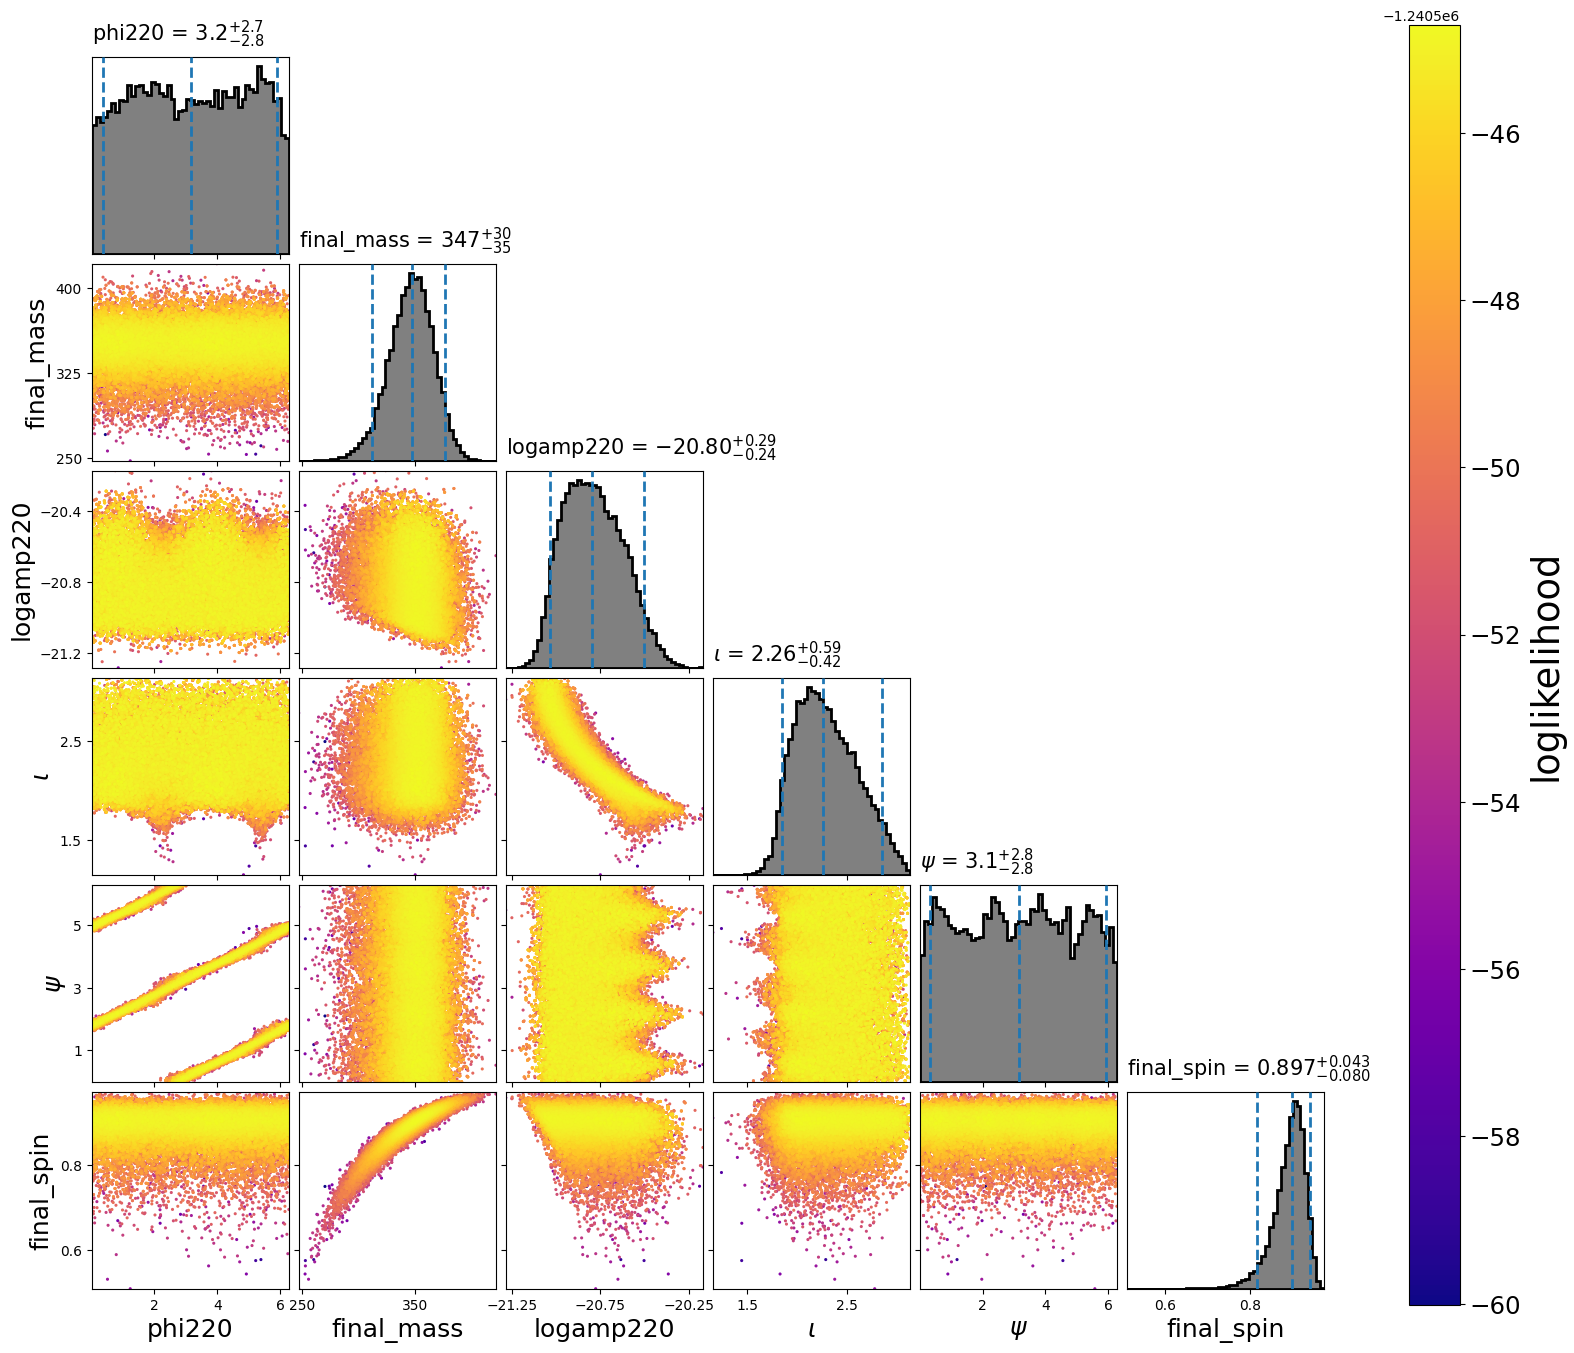 −1.2405e6
phi220 = 3.2$^{+2.7}_{-2.8}$
final_mass = 347$^{+30}_{-35}$
logamp220 = −20.80$^{+0.29}_{-0.24}$
ι = 2.26$^{+0.59}_{-0.42}$
ψ = 3.1$^{+2.8}_{-2.8}$
final_spin = 0.897$^{+0.043}_{-0.080}$
final_mass
400
325
250
logamp220
−20.4
−20.8
−21.2
ι
2.5
1.5
ψ
5
3
1
final_spin
0.8
0.6
2 4 6
250 350
−21.25 −20.75 −20.25
1.5 2.5
2 4 6
0.6 0.8
phi220 final_mass logamp220 ι ψ final_spin
−46
−48
−50
−52
−54
−56
−58
−60
loglikelihood